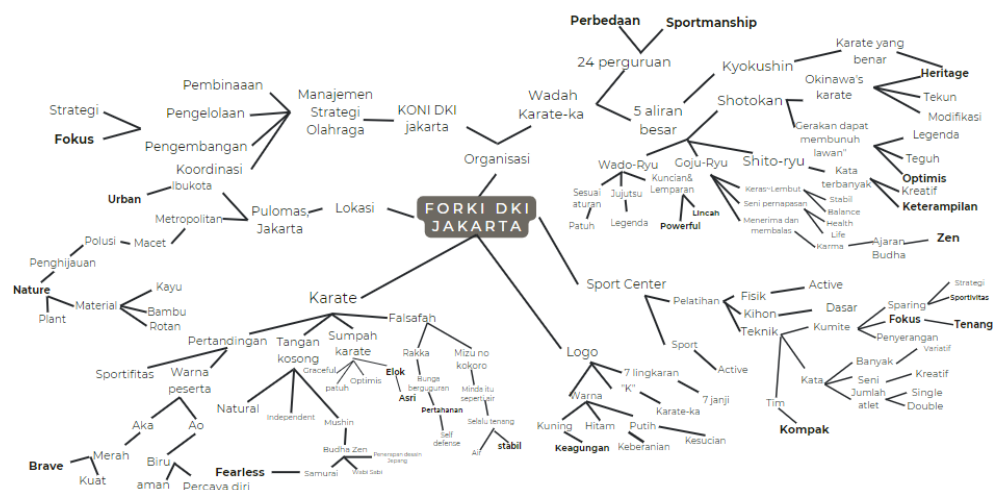 Perbedaan
Sportmanship
24 perguruan
Karate yang
benar
Kyokushin
Heritage
Okinawa's
karate
Tekun
Modifikasi
Shotokan
Pembinaaan
Strategi
Pengelolaan
Manajemen
Strategi
Olahraga
KONI DKI
jakarta
Wadah
Karate-ka
5 aliran
besar
Gerakan dapat
membunuh
lawan"
Legenda
Teguh
Optimis
Fokus
Pengembangan
Koordinasi
Organisasi
Wado-Ryu
Goju-Ryu
Shito-ryu
Kata
terbanyak
Kreatif
Keterampilan
Ibukota
Urban
Metropolitan
Pulomas,
Jakarta
Lokasi
FORKI DKI
JAKARTA
Sesuai
aturan
Patuh
Jujutsu
Legenda
Kuncian&
Lemparan
Lincah
Powerful
Keras-Lembut
Seni pernapasan
Menerima dan
membalas
Stabil
Balance
Health
Life
Karma
Ajaran
Budha
Zen
Polusi
Macet
Penghijauan
Nature
Plant
Material
Kayu
Bambu
Rotan
Karate
Sport Center
Pelatihan
Fisik
Active
Kihon
Dasar
Teknik
Kumite
Sparing
Strategi
Sportivitas
Fokus
Tenang
Penyerangan
Pertandingan
Tangan
kosong
Sumpah
karate
Falsafah
Sportifitas
Warna
peserta
Graceful
patuh
Optimis
Rakka
Elok
Bunga
berguguran
Asri
Pertahanan
Self
defense
Mizu no
kokoro
Minda itu
seperti air
Selalu tenang
Air
stabil
Logo
7 lingkaran
"K"
7 janji
Karate-ka
Warna
Kuning
Hitam
Putih
Keagungan
Keberanian
Kesucian
Sport
Active
Tim
Kompak
Kata
Banyak
Variatif
Seni
Kreatif
Jumlah
atlet
Single
Double
Natural
Independent
Mushin
Aka
Ao
Merah
Brave
Kuat
Biru
aman
Percaya diri
Budha Zen
Fearless
Samurai
Wabi Sabi
Penerapan desain
Jepang